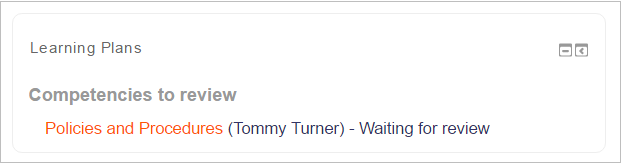 Learning Plans
Competencies to review
Policies and Procedures (Tommy Turner) - Waiting for review